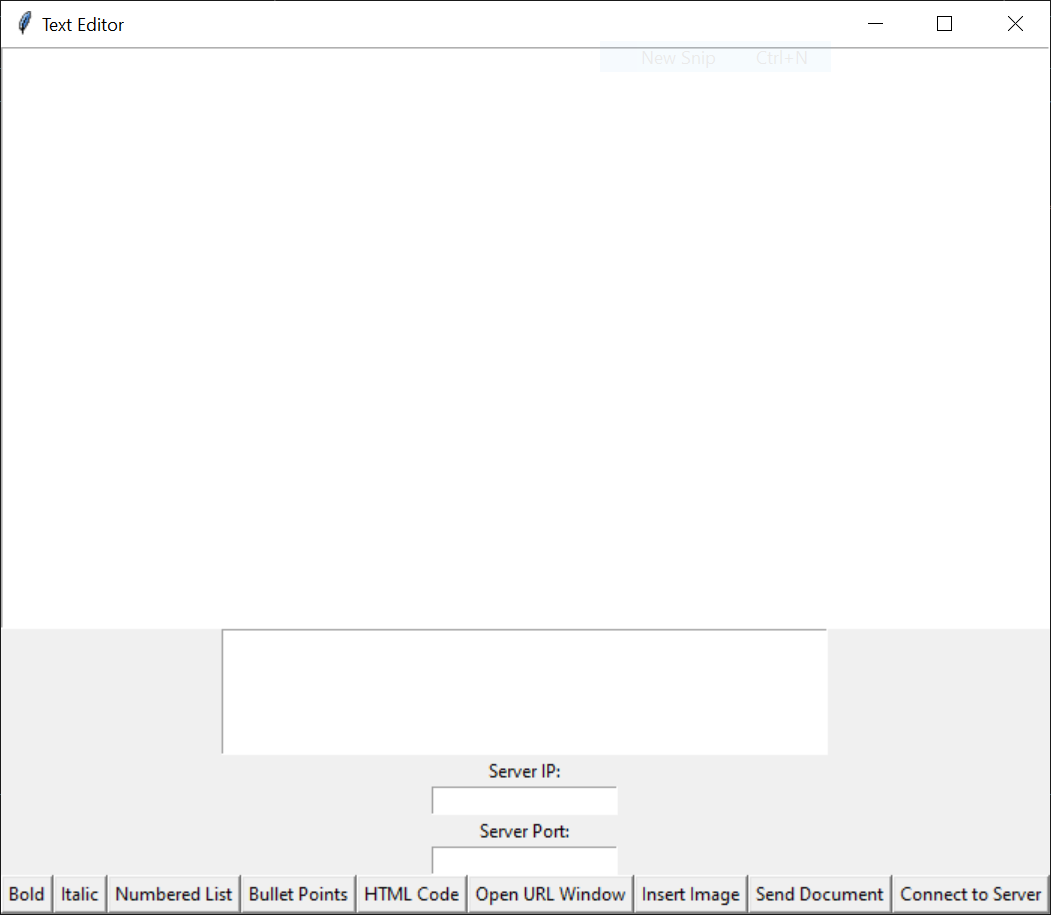 Text Editor
New Snip Ctrl+N
Server IP:
Server Port:
Bold Italic Numbered List Bullet Points HTML Code Open URL Window Insert Image Send Document Connect to Server